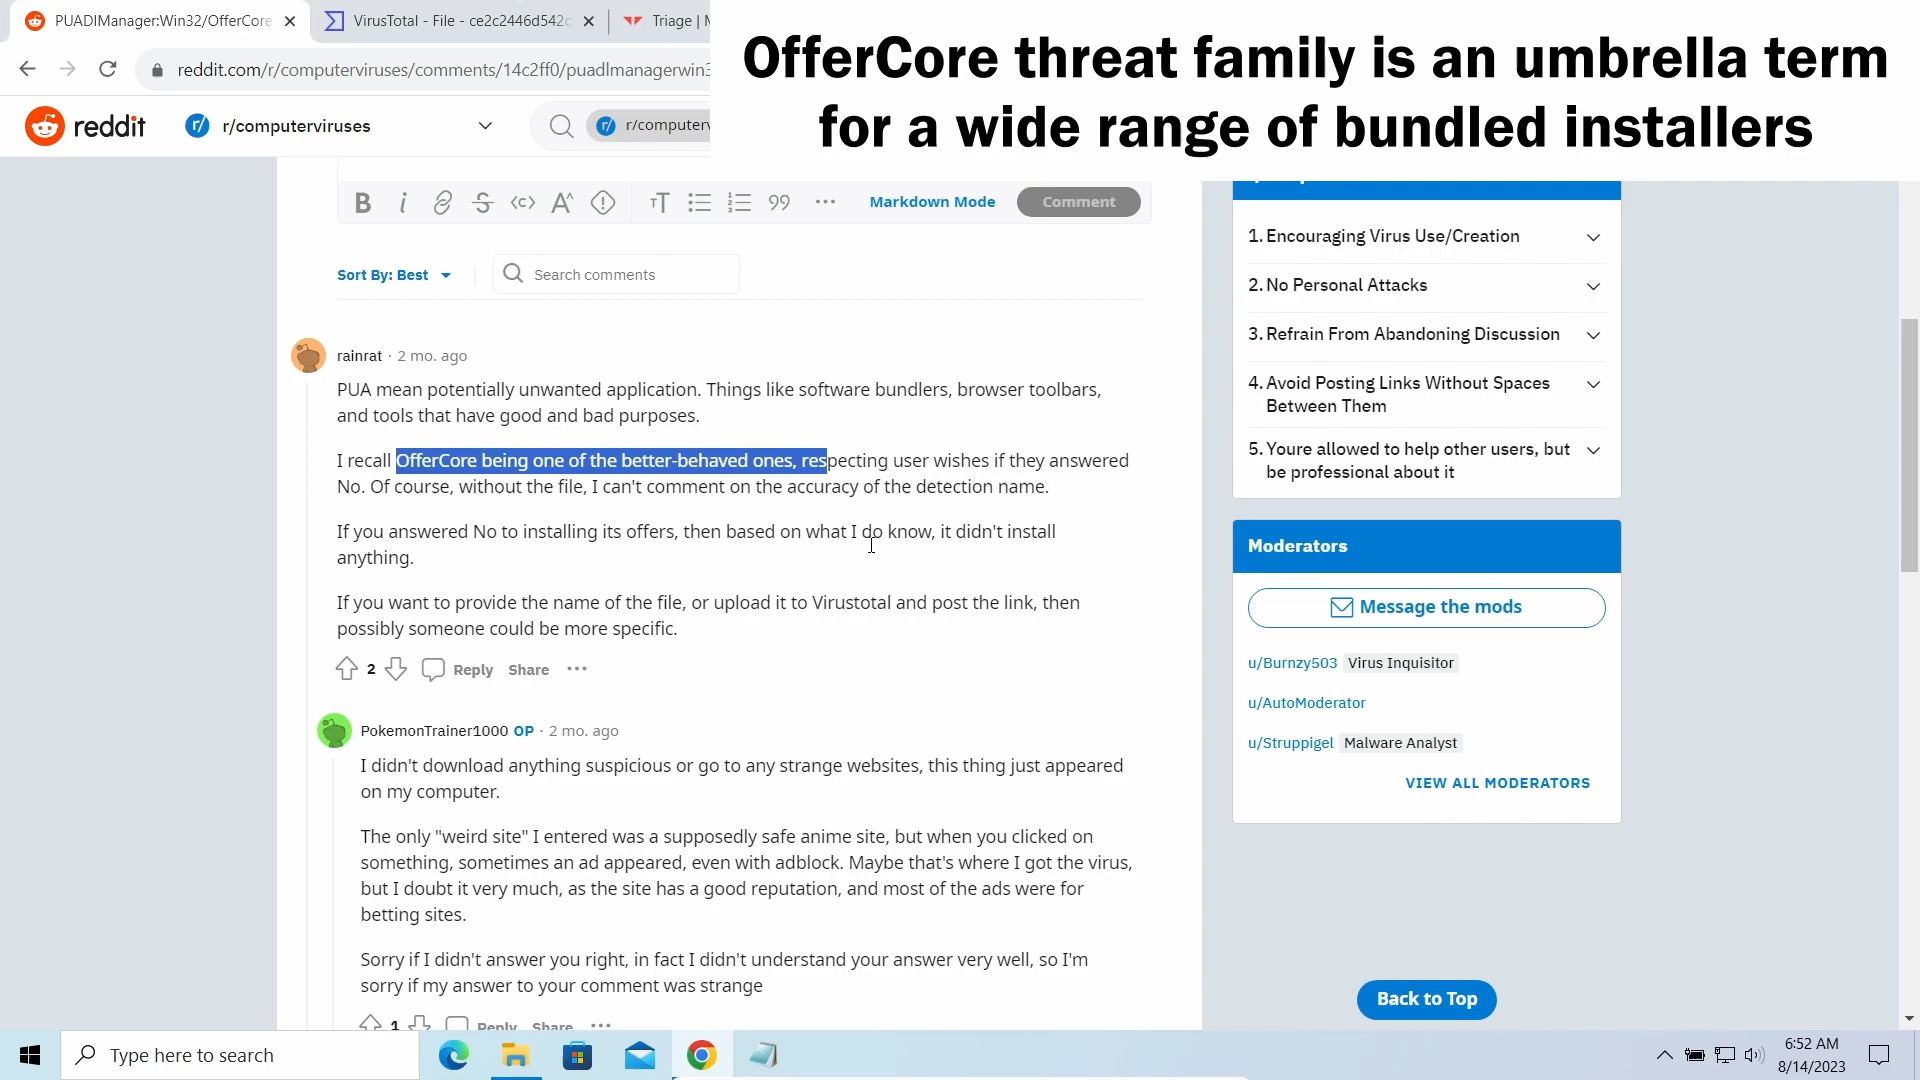 PUADIManager:Win32/OfferCore
VirusTotal - File - ce2c2446d542c
Triage |
OfferCore threat family is an umbrella term
for a wide range of bundled installers
reddit.com/r/computerviruses/comments/14c2ff0/puadlmanagerwin3
reddit
r/computerviruses
r/computerv
B i
Markdown Mode
Comment
Sort By: Best
Search comments
rainrat · 2 mo. ago
PUA mean potentially unwanted application. Things like software bundlers, browser toolbars,
and tools that have good and bad purposes.
I recall OfferCore being one of the better-behaved ones, respecting user wishes if they answered
No. Of course, without the file, I can't comment on the accuracy of the detection name.
If you answered No to installing its offers, then based on what I do know, it didn't install
anything.
If you want to provide the name of the file, or upload it to Virustotal and post the link, then
possibly someone could be more specific.
2 Reply Share
PokemonTrainer1000 OP · 2 mo. ago
I didn't download anything suspicious or go to any strange websites, this thing just appeared
on my computer.
The only "weird site" I entered was a supposedly safe anime site, but when you clicked on
something, sometimes an ad appeared, even with adblock. Maybe that's where I got the virus,
but I doubt it very much, as the site has a good reputation, and most of the ads were for
betting sites.
Sorry if I didn't answer you right, in fact I didn't understand your answer very well, so I'm
sorry if my answer to your comment was strange
1 Reply Share
1. Encouraging Virus Use/Creation
2. No Personal Attacks
3. Refrain From Abandoning Discussion
4. Avoid Posting Links Without Spaces
Between Them
5. Youre allowed to help other users, but
be professional about it
Moderators
Message the mods
u/Burnzy503 Virus Inquisitor
u/AutoModerator
u/Struppigel Malware Analyst
VIEW ALL MODERATORS
Back to Top
Type here to search
6:52 AM
8/14/2023